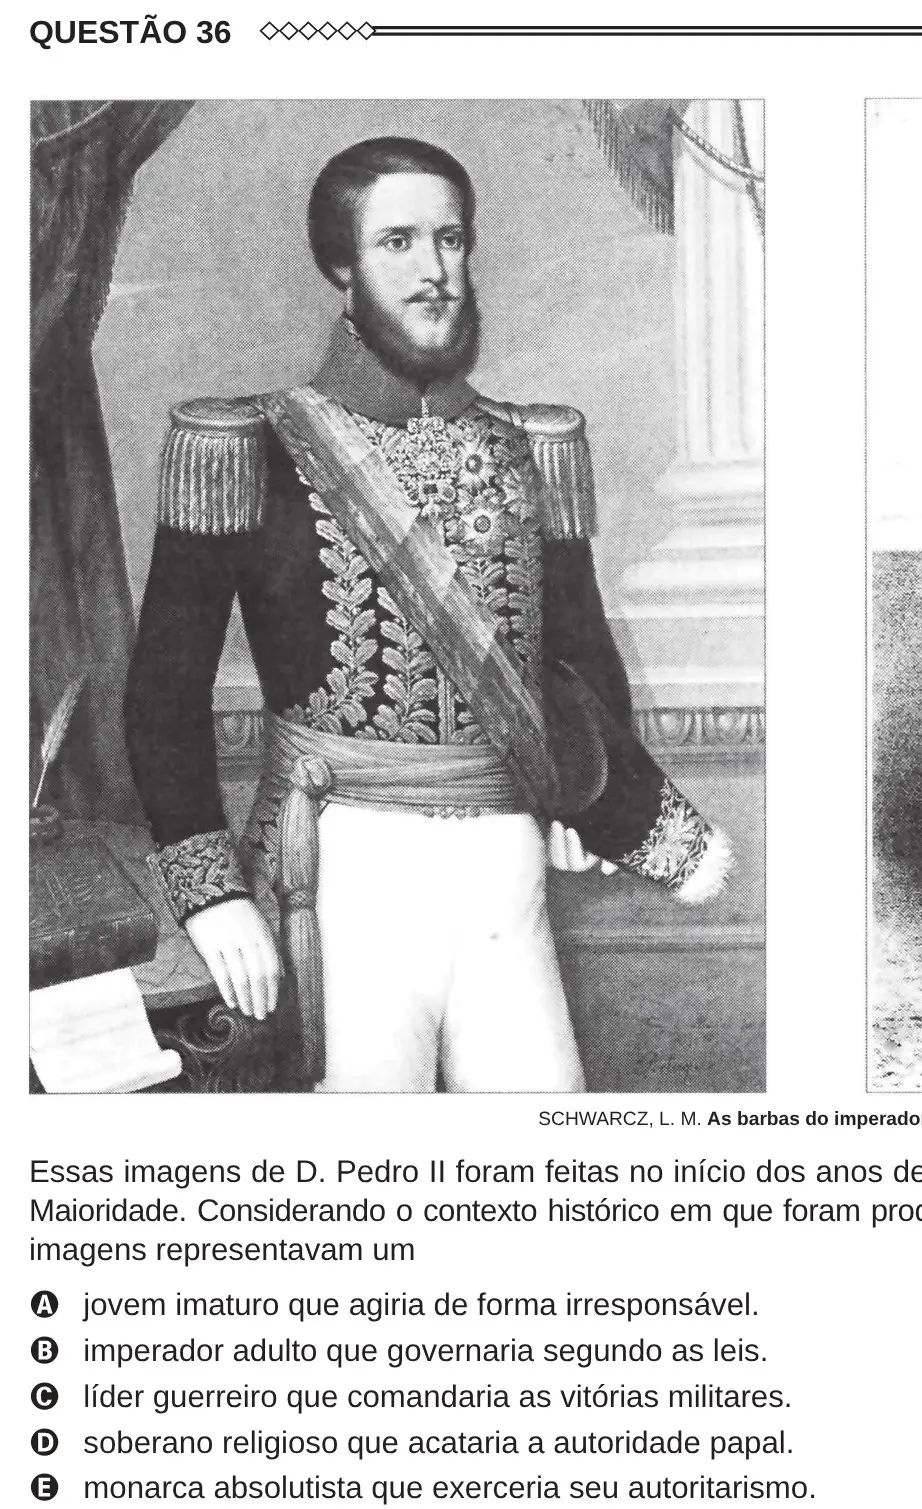 QUESTÃO 36
SCHWARCZ, L. M. As barbas do imperador
Essas imagens de D. Pedro II foram feitas no início dos anos de
Maioridade. Considerando o contexto histórico em que foram
imagens representavam um
A jovem imaturo que agiria de forma irresponsável.
B imperador adulto que governaria segundo as leis.
C líder guerreiro que comandaria as vitórias militares.
D soberano religioso que acataria a autoridade papal.
E monarca absolutista que exerceria seu autoritarismo.